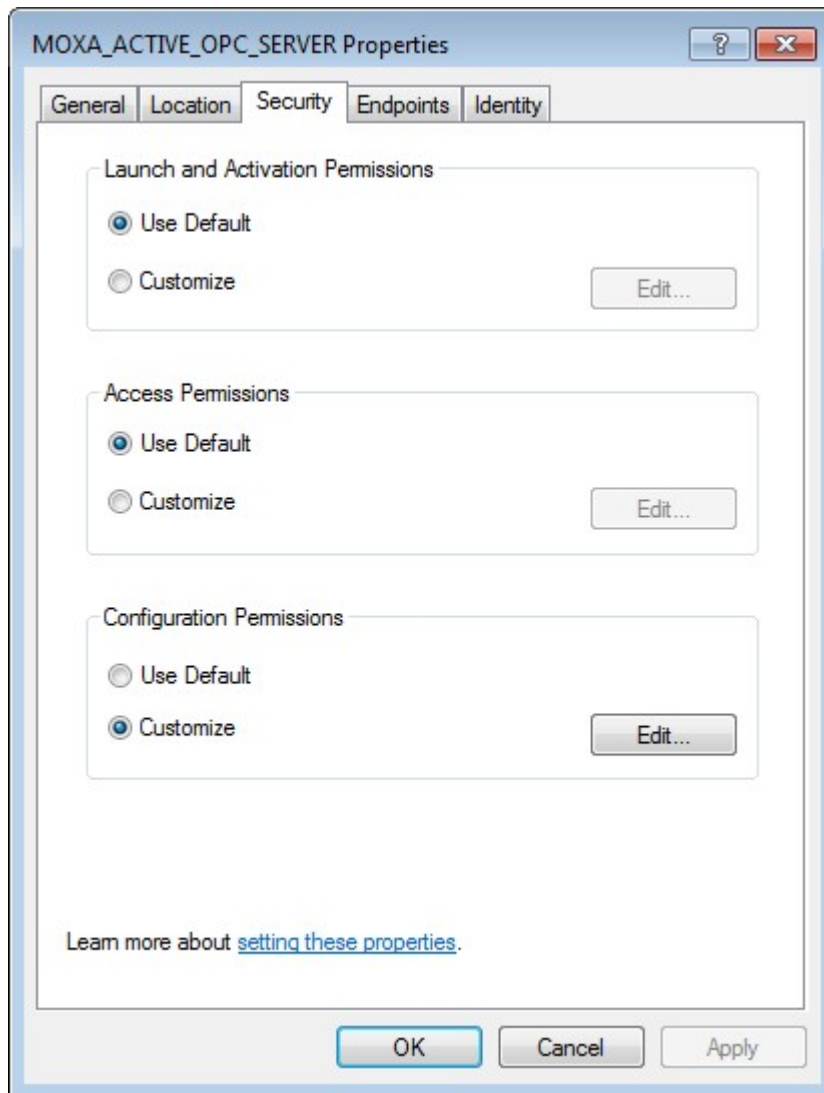 MOXA_ACTIVE_OPC_SERVER Properties
General Location Security Endpoints Identity
Launch and Activation Permissions
Use Default
Customize Edit...
Access Permissions
Use Default
Customize Edit...
Configuration Permissions
Use Default
Customize Edit...
Learn more about setting these properties.
OK Cancel Apply